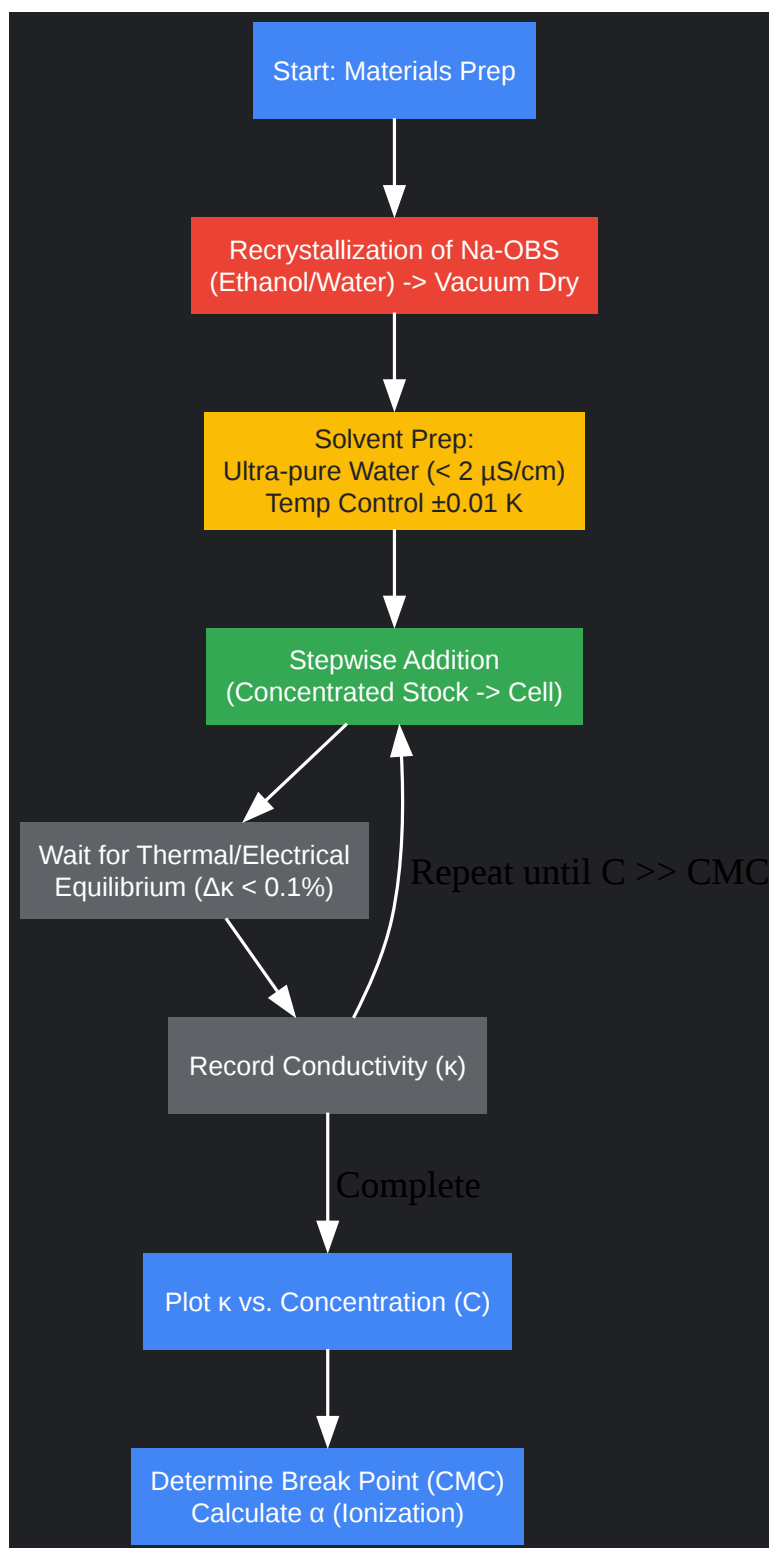 Start: Materials Prep
Recrystallization of Na-OBS
(Ethanol/Water) -> Vacuum Dry
Solvent Prep:
Ultra-pure Water (< 2 µS/cm)
Temp Control ±0.01 K
Stepwise Addition
(Concentrated Stock -> Cell)
Wait for Thermal/Electrical
Equilibrium (Δκ < 0.1%)
Repeat until C >> CMC
Record Conductivity (κ)
Complete
Plot κ vs. Concentration (C)
Determine Break Point (CMC)
Calculate α (Ionization)